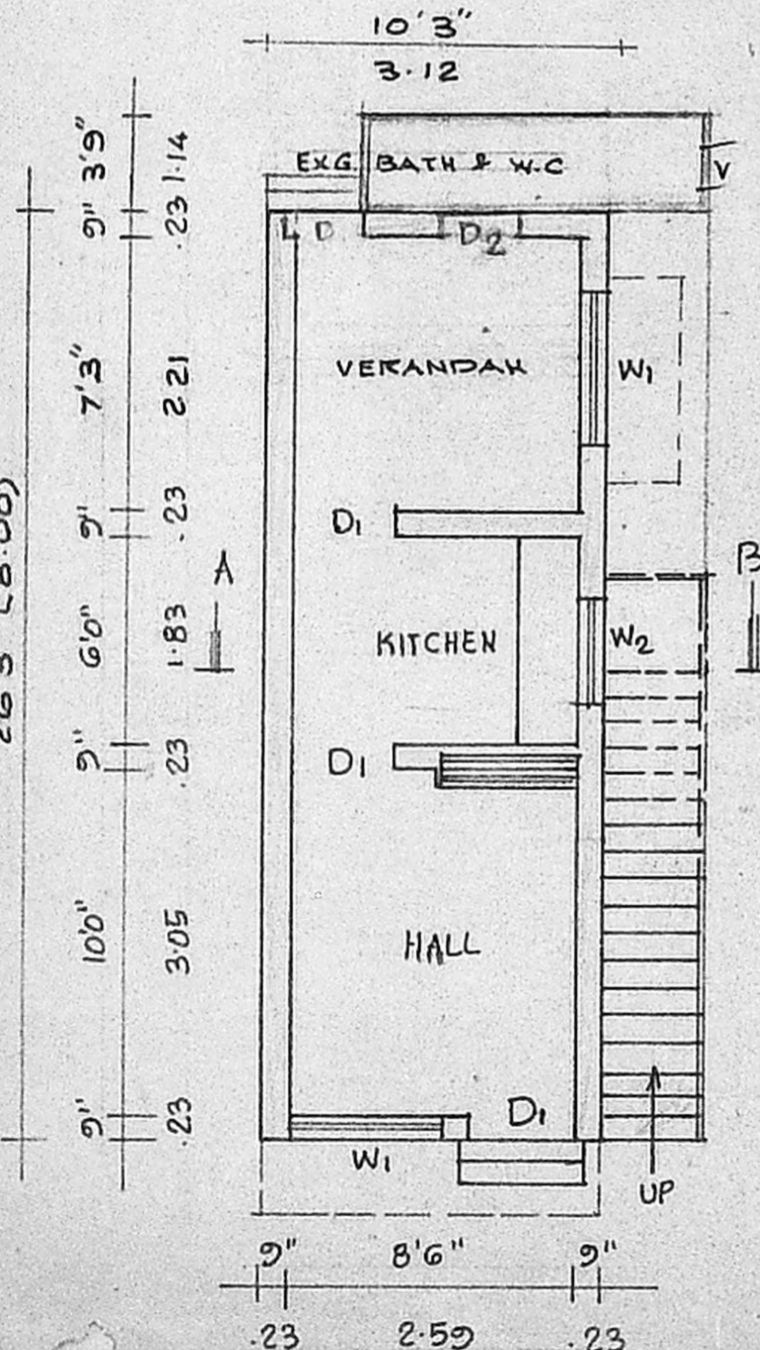 10'3"
3.12
9" 3'9"
.23 1.14
EXG. BATH & W.C
V
D
D2
7'3"
2.21
VERANDAH
W1
9"
.23
D1
A
B
6'0"
1.83
KITCHEN
W2
9"
.23
D1
10'0"
3.05
HALL
9"
.23
D1
W1
UP
9" 8'6" 9"
.23 2.59 .23